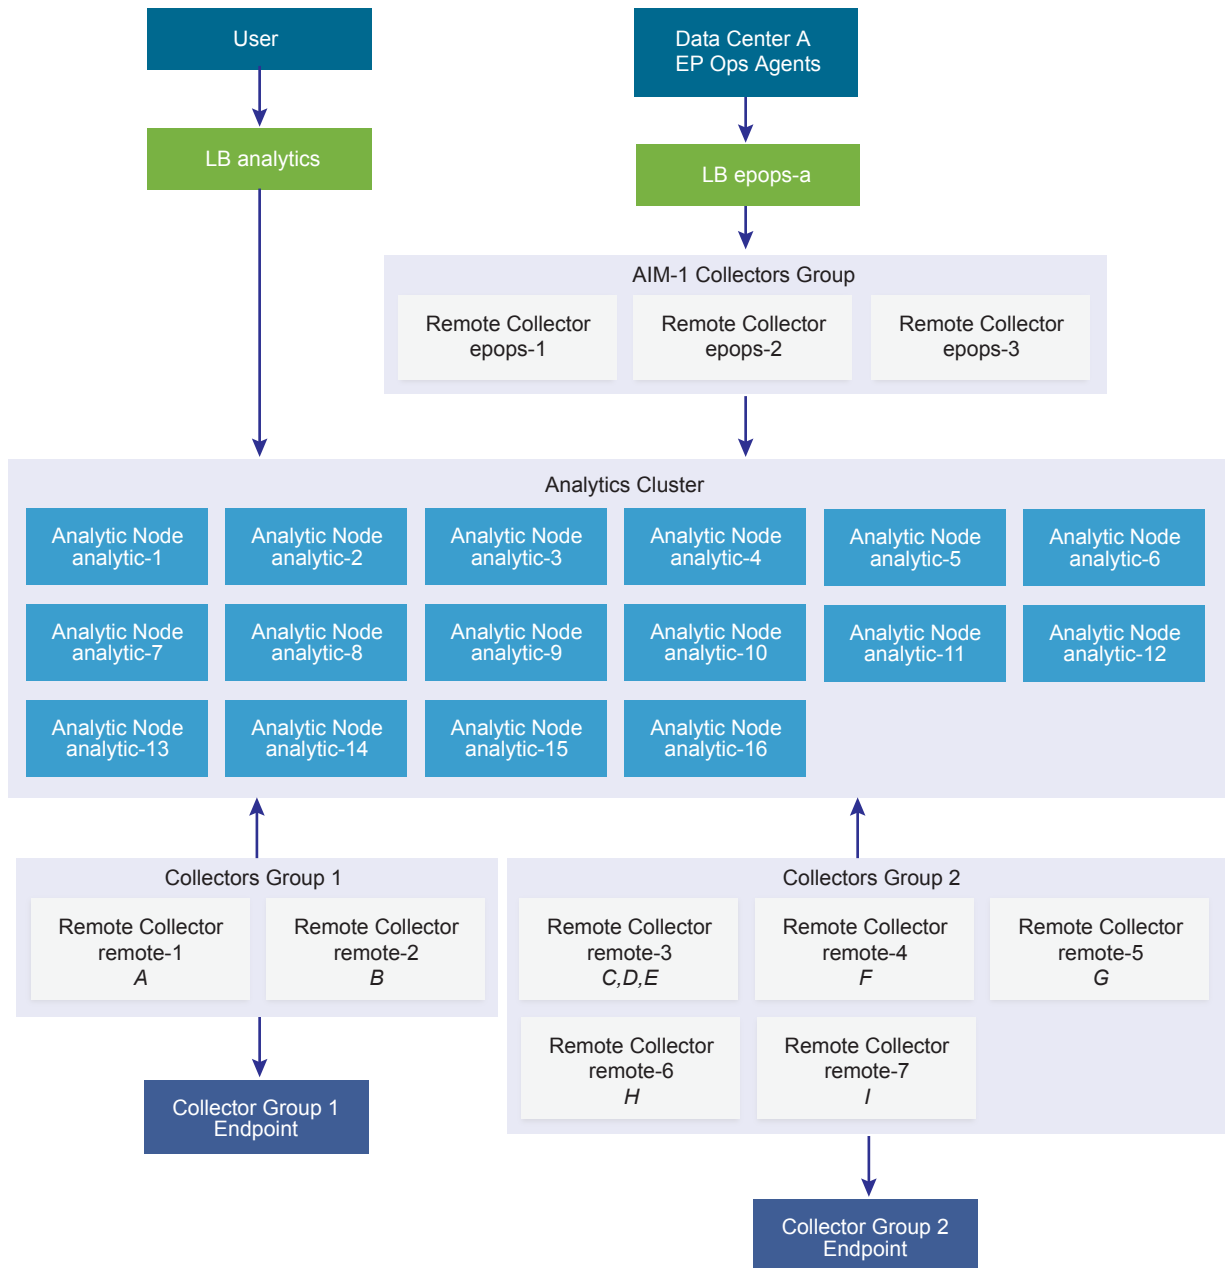 User
Data Center A
EP Ops Agents
LB analytics
LB epops-a
AIM-1 Collectors Group
Remote Collector
epops-1
Remote Collector
epops-2
Remote Collector
epops-3
Analytics Cluster
Analytic Node
analytic-1
Analytic Node
analytic-2
Analytic Node
analytic-3
Analytic Node
analytic-4
Analytic Node
analytic-5
Analytic Node
analytic-6
Analytic Node
analytic-7
Analytic Node
analytic-8
Analytic Node
analytic-9
Analytic Node
analytic-10
Analytic Node
analytic-11
Analytic Node
analytic-12
Analytic Node
analytic-13
Analytic Node
analytic-14
Analytic Node
analytic-15
Analytic Node
analytic-16
Collectors Group 1
Remote Collector
remote-1
A
Remote Collector
remote-2
B
Collectors Group 2
Remote Collector
remote-3
C,D,E
Remote Collector
remote-4
F
Remote Collector
remote-5
G
Remote Collector
remote-6
H
Remote Collector
remote-7
I
Collector Group 1
Endpoint
Collector Group 2
Endpoint